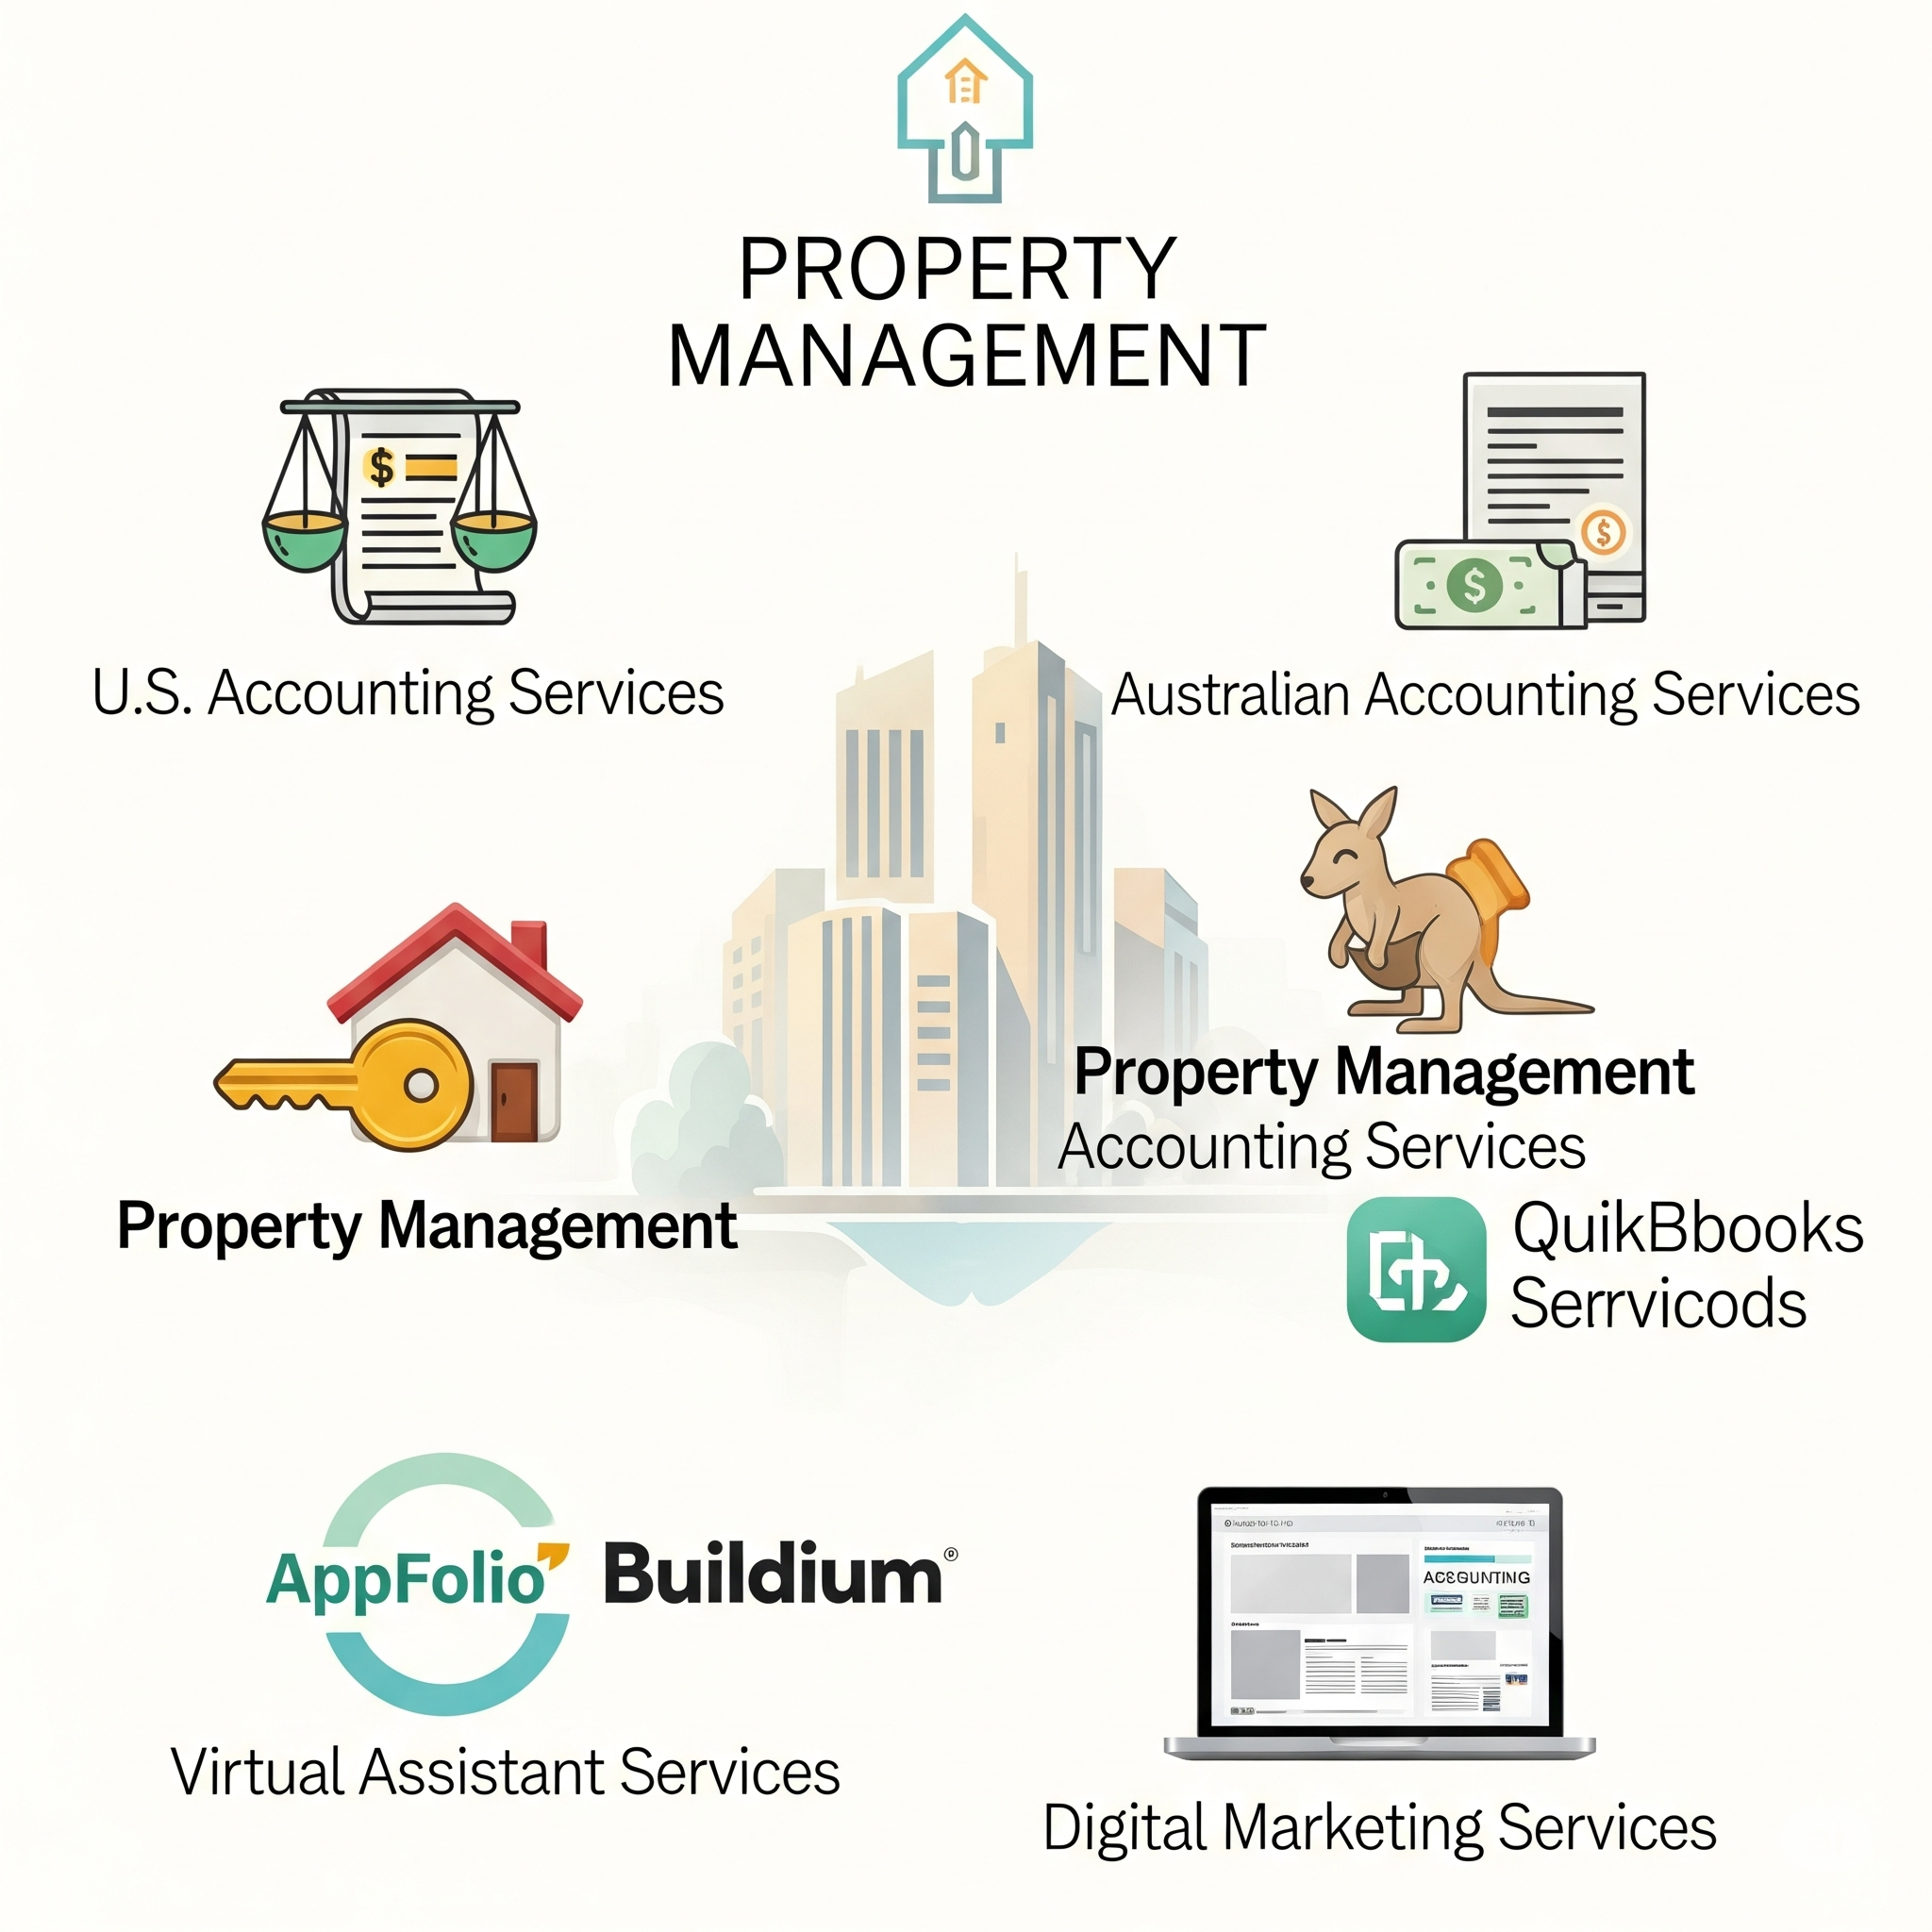 PROPERTY
MANAGEMENT
U.S. Accounting Services
Australian Accounting Services
Property Management
Property Management
Accounting Services
QuikBbooks
Serrvicods
AppFolio
Buildium
Virtual Assistant Services
ACCOUNTING
Digital Marketing Services